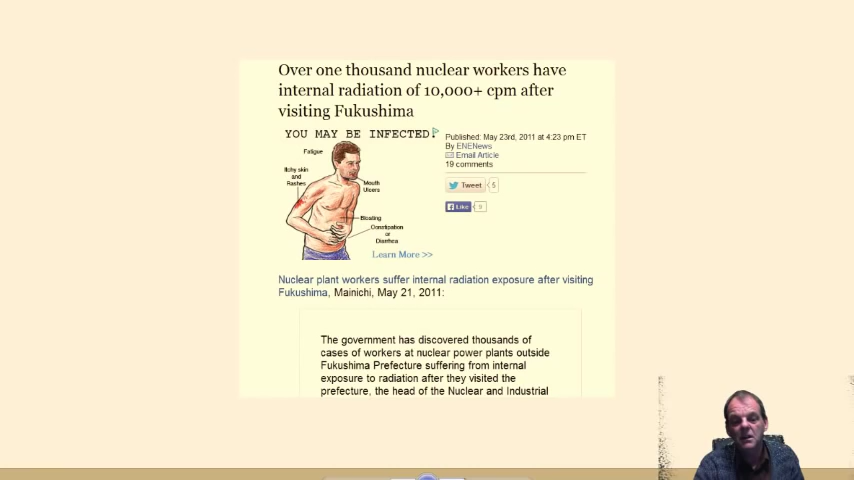 Over one thousand nuclear workers have
internal radiation of 10,000+ cpm after
visiting Fukushima
YOU MAY BE INFECTED!
Fatigue
Itchy skin
and
Rashes
Mouth
Ulcers
Bloating
Constipation
or
Diarrhea
Learn More >>
Published: May 23rd, 2011 at 4:23 pm ET
By ENENews
Email Article
19 comments
Tweet 5
Like 9
Nuclear plant workers suffer internal radiation exposure after visiting
Fukushima, Mainichi, May 21, 2011:
The government has discovered thousands of
cases of workers at nuclear power plants outside
Fukushima Prefecture suffering from internal
exposure to radiation after they visited the
prefecture, the head of the Nuclear and Industrial